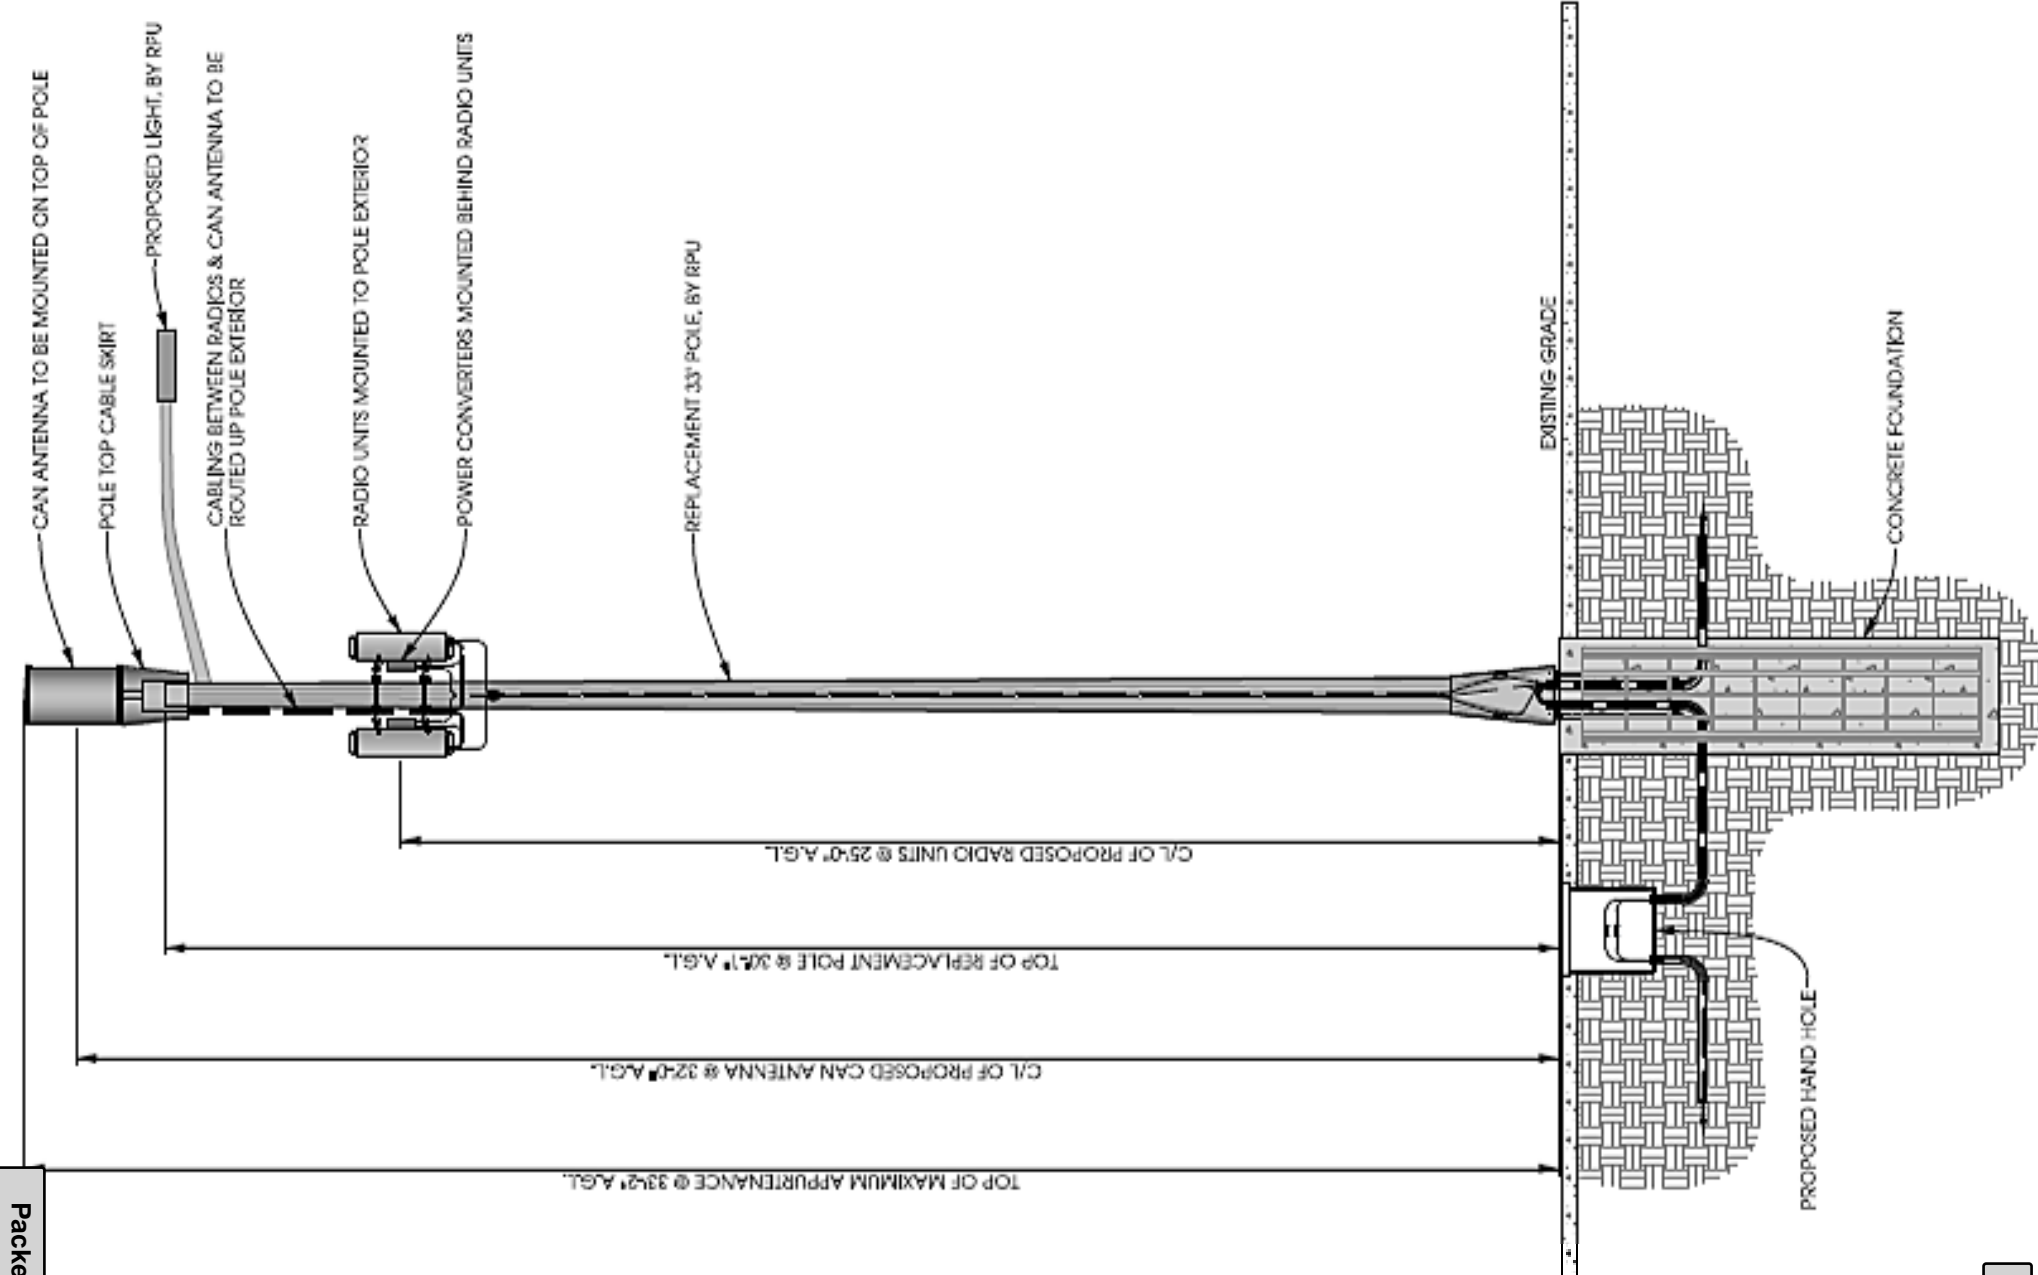 CAN ANTENNA TO BE MOUNTED ON TOP OF POLE
POLE TOP CABLE SKIRT
PROPOSED LIGHT, BY RPU
CABLING BETWEEN RADIOS & CAN ANTENNA TO BE
ROUTED UP POLE EXTERIOR
RADIO UNITS MOUNTED TO POLE EXTERIOR
POWER CONVERTERS MOUNTED BEHIND RADIO UNITS
REPLACEMENT 33' POLE, BY RPU
EXISTING GRADE
CONCRETE FOUNDATION
C/L OF PROPOSED RADIO UNITS @ 25'-0" A.G.L.
TOP OF REPLACEMENT POLE @ 30'-1" A.G.L.
C/L OF PROPOSED CAN ANTENNA @ 32'-0" A.G.L.
TOP OF MAXIMUM APPURTENANCE @ 33'-2" A.G.L.
PROPOSED HAND HOLE
Packe